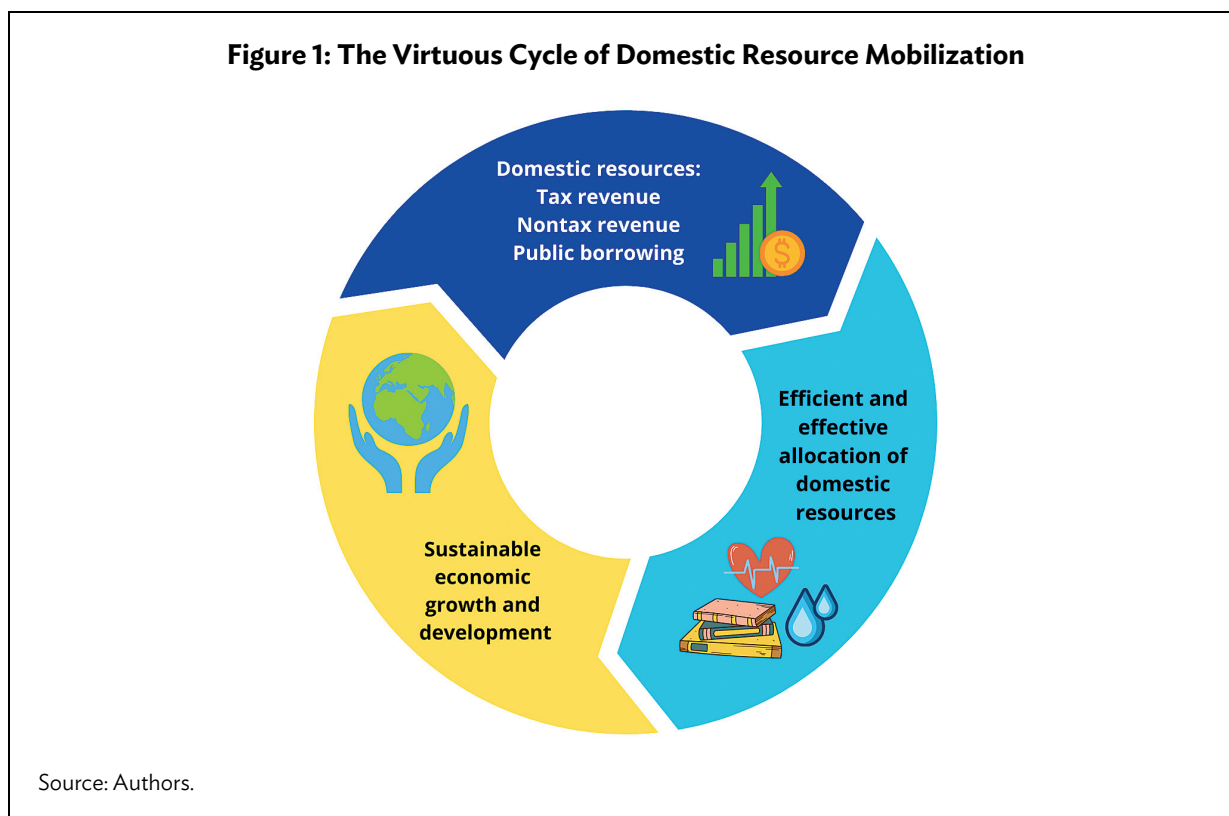 Figure 1: The Virtuous Cycle of Domestic Resource Mobilization
Domestic resources:
Tax revenue
Nontax revenue
Public borrowing
$
Efficient and
effective
allocation of
domestic
resources
Sustainable
economic
growth and
development
Source: Authors.